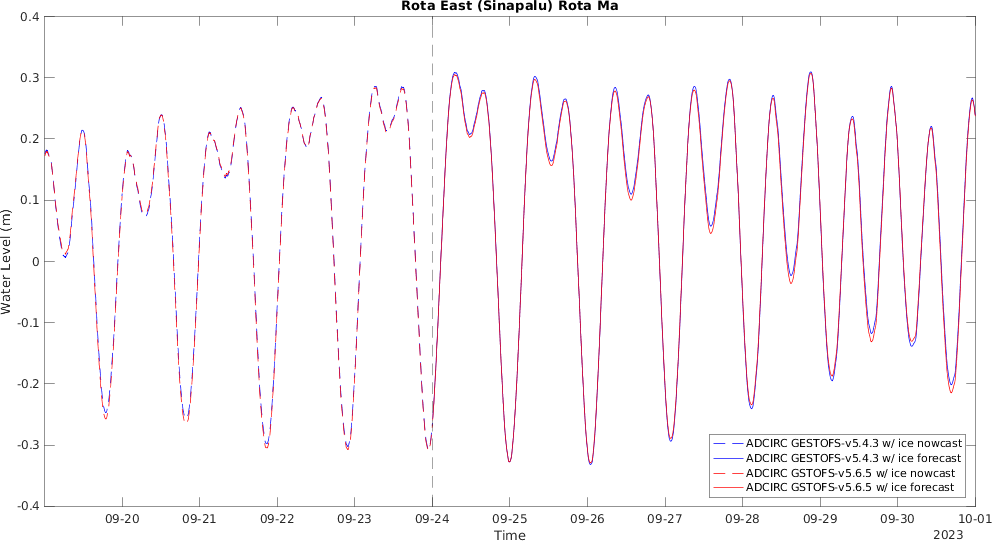 Rota East (Sinapalu) Rota Ma
0.4
0.3
0.2
0.1
0
-0.1
-0.2
-0.3
-0.4
Water Level (m)
ADCIRC GESTOFS-v5.4.3 w/ ice nowcast
ADCIRC GESTOFS-v5.4.3 w/ ice forecast
ADCIRC GSTOFS-v5.6.5 w/ ice nowcast
ADCIRC GSTOFS-v5.6.5 w/ ice forecast
09-20 09-21 09-22 09-23 09-24 09-25 09-26 09-27 09-28 09-29 09-30 10-01
Time
2023